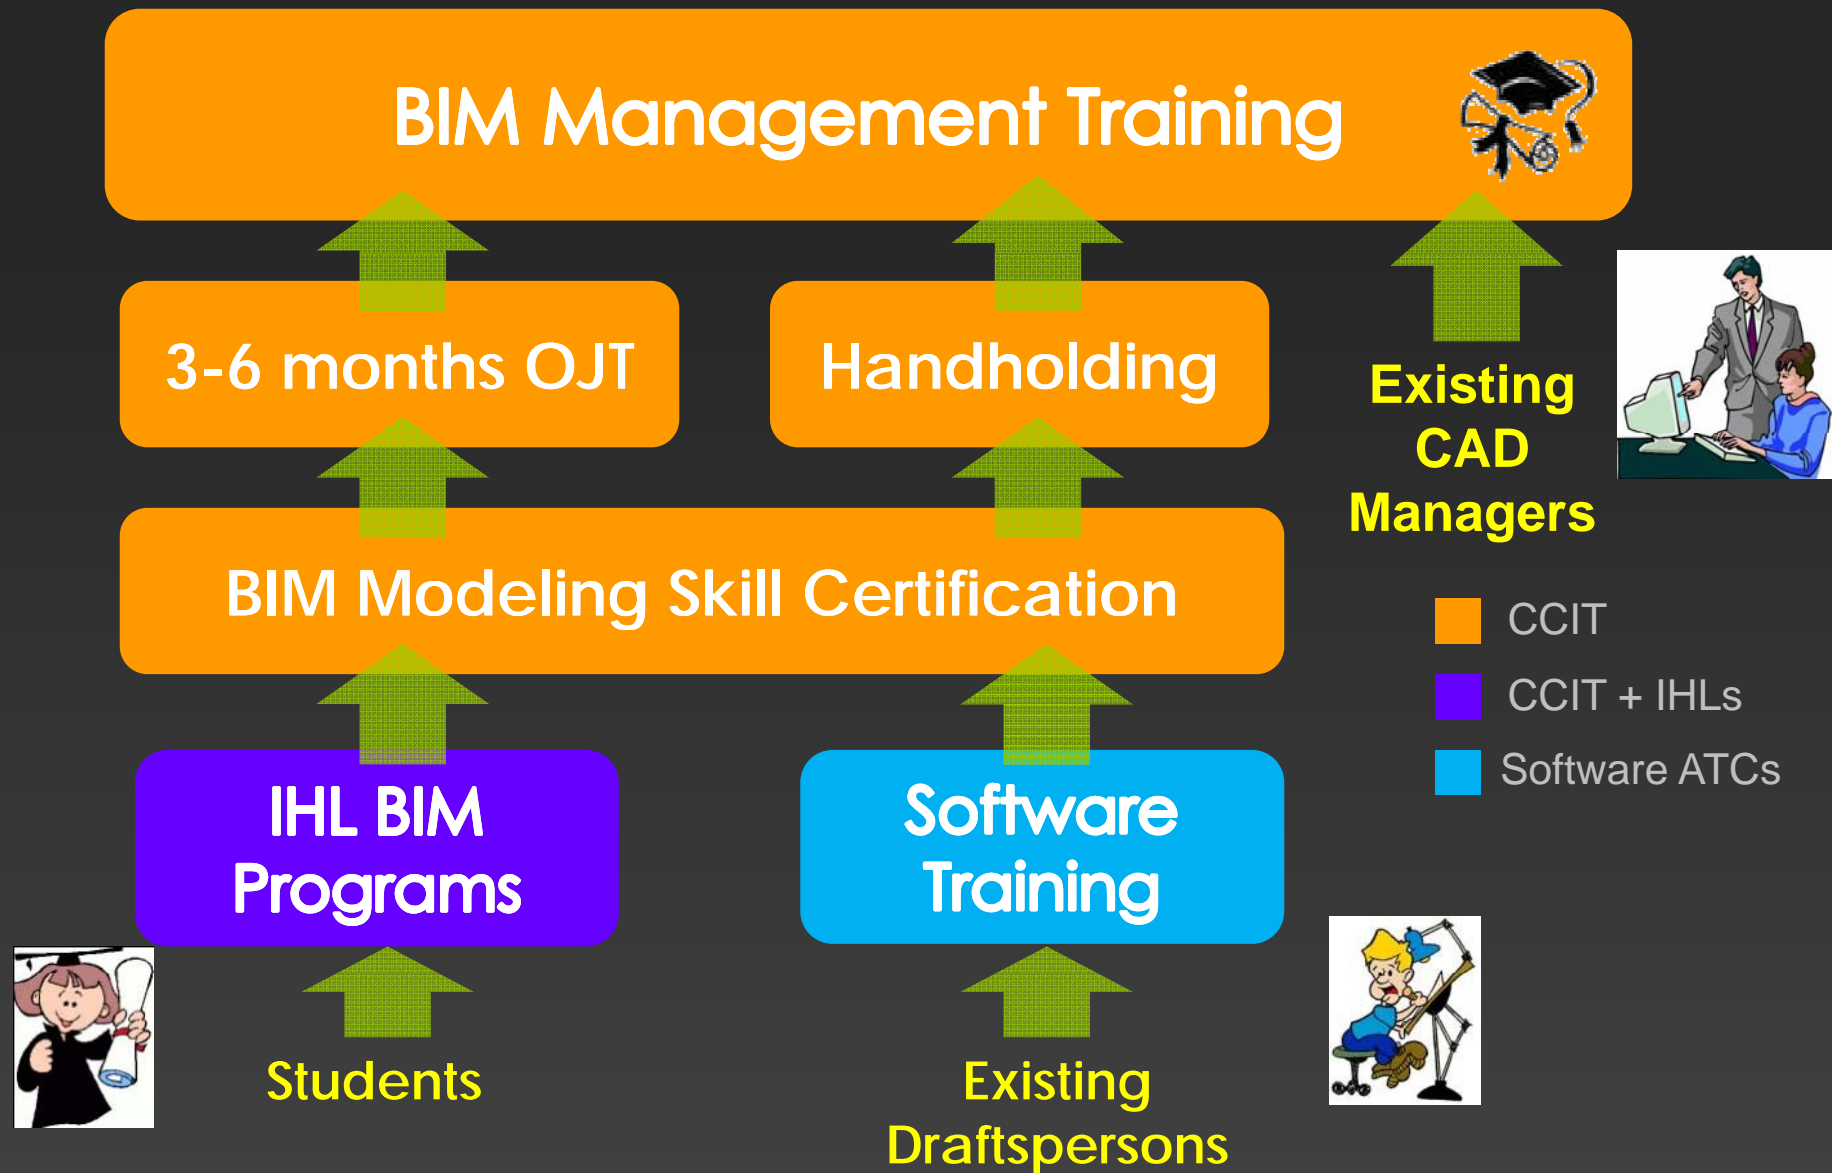 BIM Management Training
3-6 months OJT
Handholding
Existing
CAD
Managers
BIM Modeling Skill Certification
CCIT
CCIT + IHLs
Software ATCs
IHL BIM
Programs
Software
Training
Students
Existing
Draftspersons